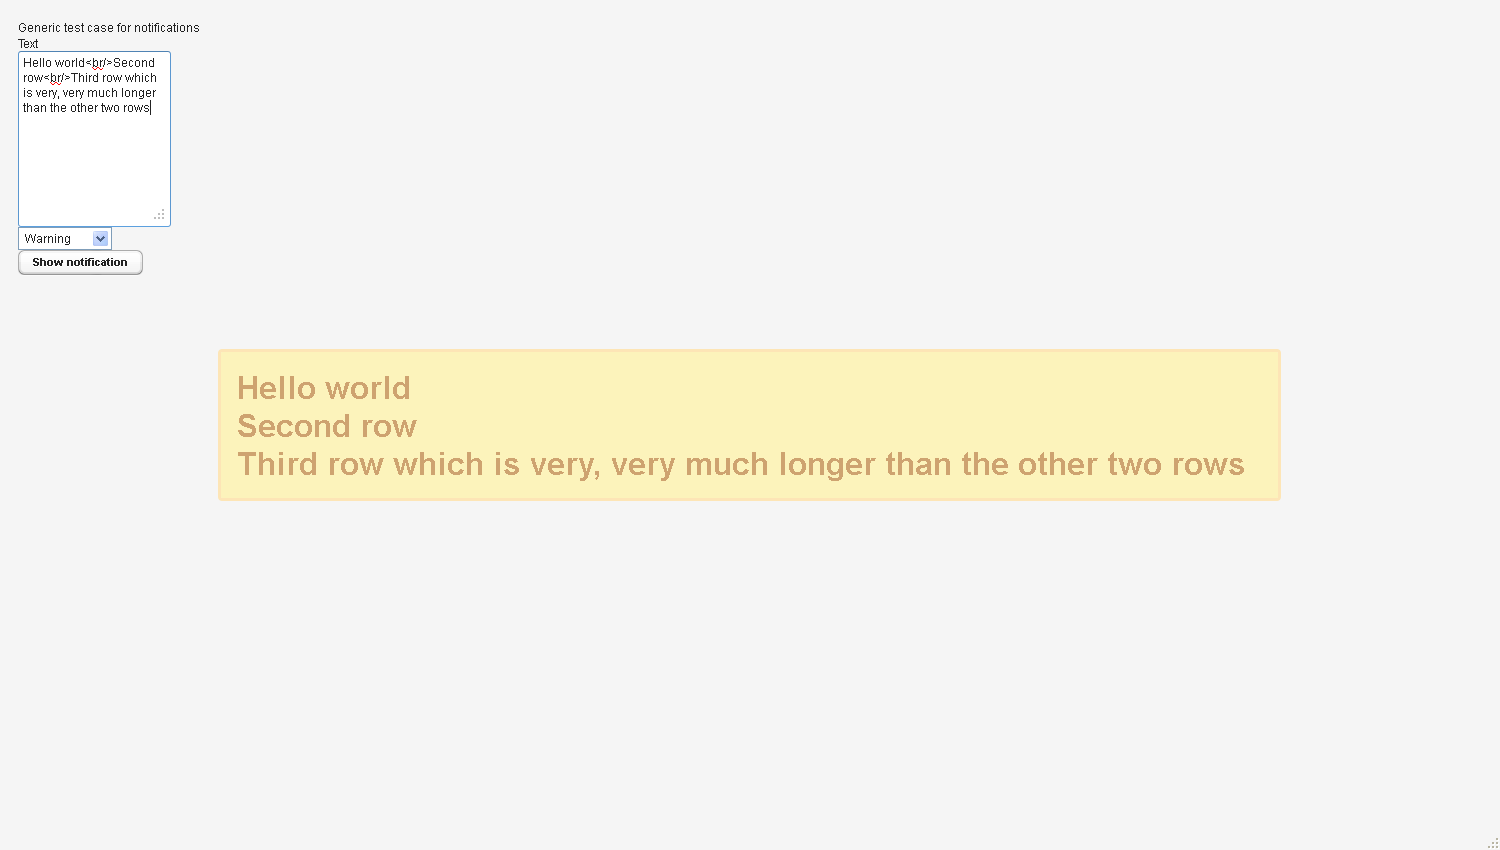 Generic test case for notifications
Text
Hello world<br/>Second
row<br/>Third row which
is very, very much longer
than the other two rows
Warning
Show notification
Hello world
Second row
Third row which is very, very much longer than the other two rows